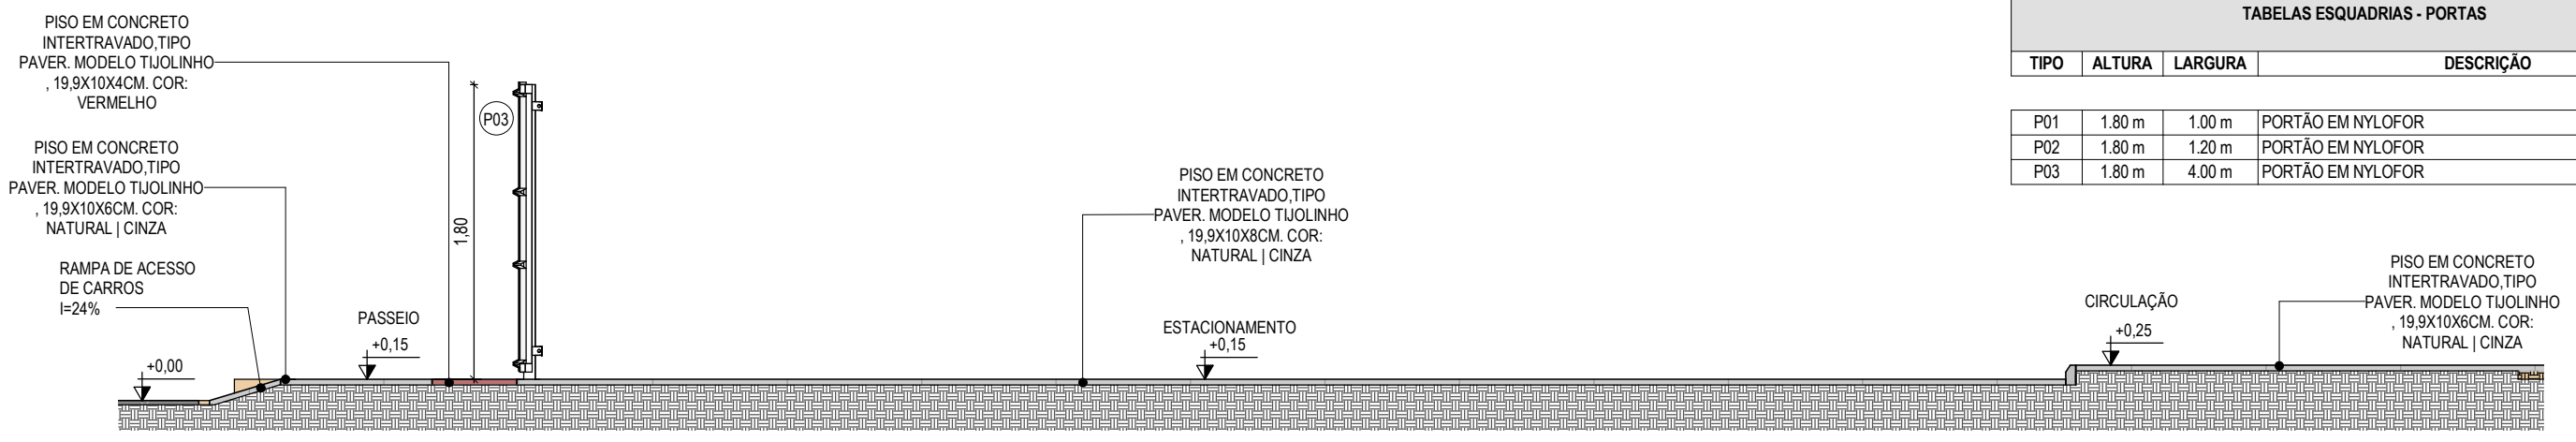 PISO EM CONCRETO
INTERTRAVADO,TIPO
PAVER. MODELO TIJOLINHO
, 19,9X10X4CM. COR:
VERMELHO
PISO EM CONCRETO
INTERTRAVADO,TIPO
PAVER. MODELO TIJOLINHO
, 19,9X10X6CM. COR:
NATURAL | CINZA
RAMPA DE ACESSO
DE CARROS
I=24%
+0,00
PASSEIO
+0,15
1,80
P03
PISO EM CONCRETO
INTERTRAVADO,TIPO
PAVER. MODELO TIJOLINHO
, 19,9X10X8CM. COR:
NATURAL | CINZA
ESTACIONAMENTO
+0,15
CIRCULAÇÃO
+0,25
PISO EM CONCRETO
INTERTRAVADO,TIPO
PAVER. MODELO TIJOLINHO
, 19,9X10X6CM. COR:
NATURAL | CINZA
TABELAS ESQUADRIAS - PORTAS
TIPO ALTURA LARGURA DESCRIÇÃO
P01 1.80 m 1.00 m PORTÃO EM NYLOFOR
P02 1.80 m 1.20 m PORTÃO EM NYLOFOR
P03 1.80 m 4.00 m PORTÃO EM NYLOFOR